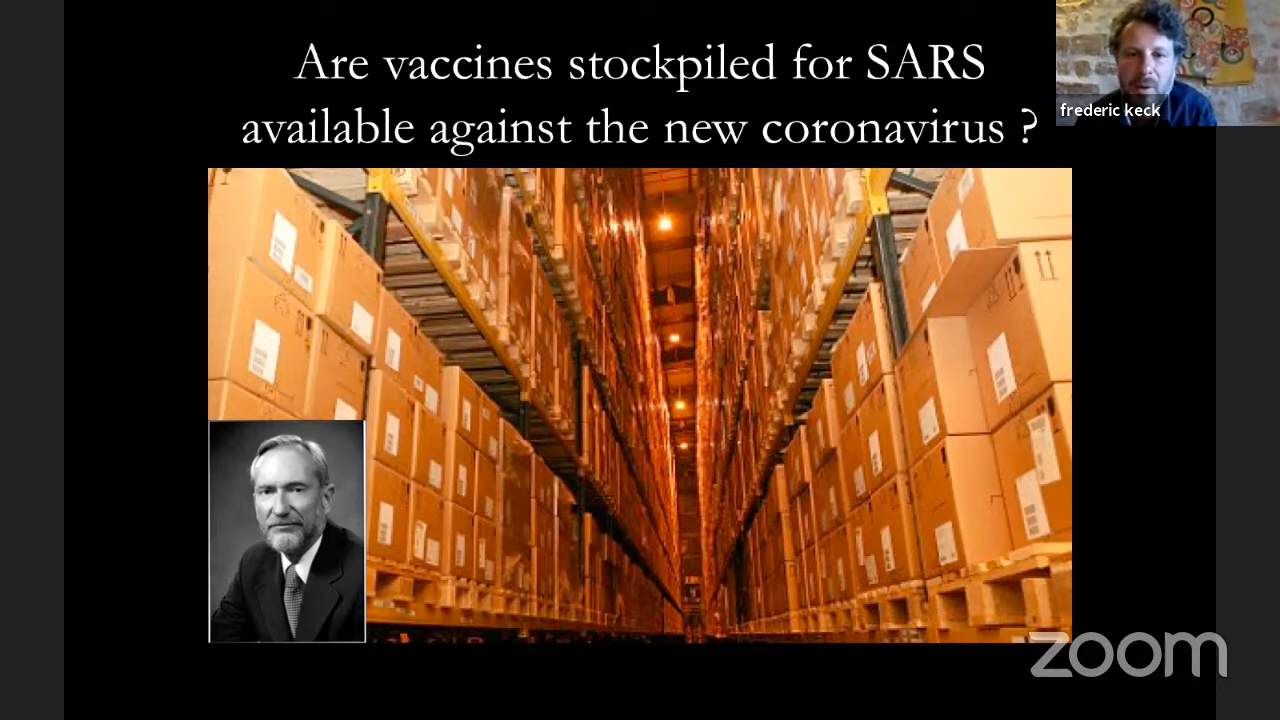 Are vaccines stockpiled for SARS
available against the new coronavirus ?
frederic keck
zoom